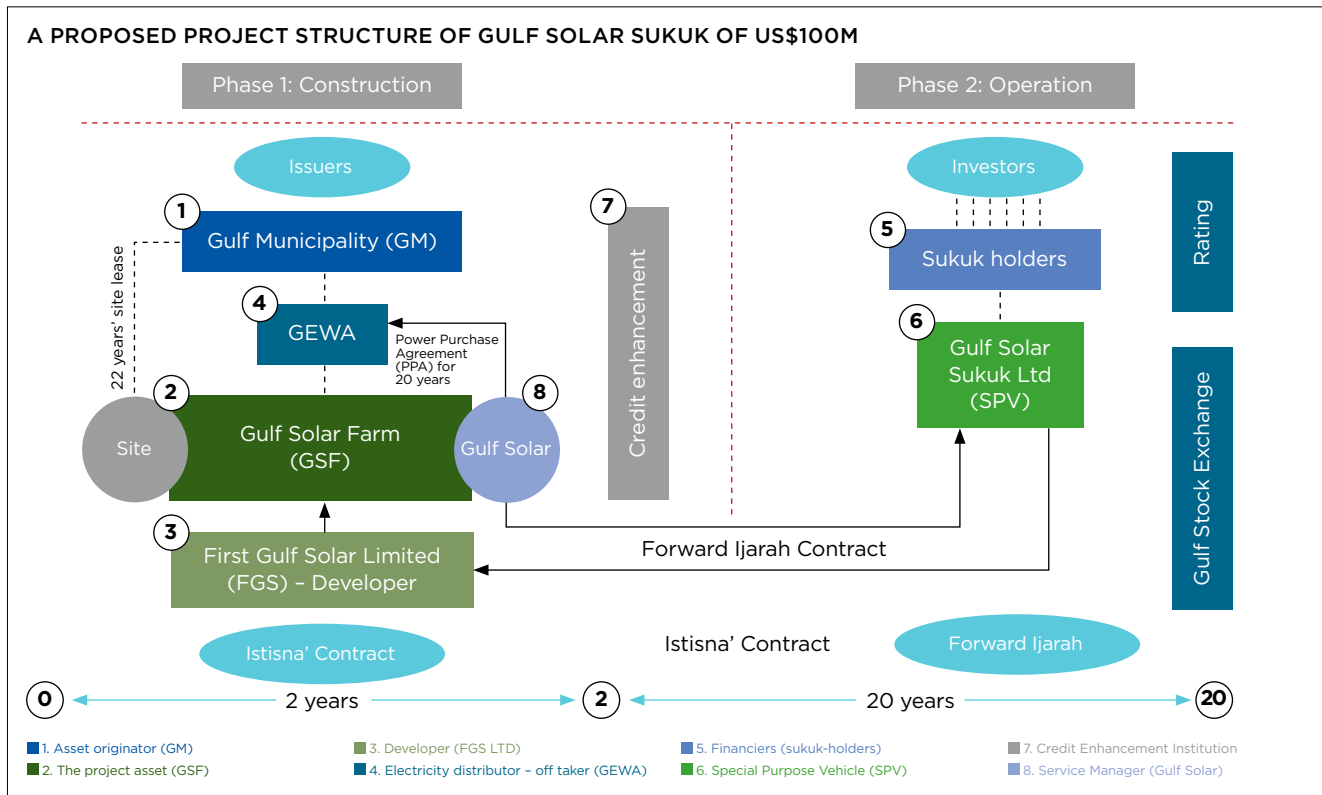 A PROPOSED PROJECT STRUCTURE OF GULF SOLAR SUKUK OF US$100M
Phase 1: Construction
Phase 2: Operation
Issuers
Investors
1
Gulf Municipality (GM)
22 years' site lease
4
GEWA
Power Purchase
Agreement
(PPA) for
20 years
2
Site
Gulf Solar Farm
(GSF)
8
Gulf Solar
3
First Gulf Solar Limited
(FGS) – Developer
7
Credit enhancement
5
Sukuk holders
6
Gulf Solar
Sukuk Ltd
(SPV)
Rating
Gulf Stock Exchange
Forward Ijarah Contract
Istisna' Contract
Istisna' Contract
Forward Ijarah
0
2 years
2
20 years
20
1. Asset originator (GM)
3. Developer (FGS LTD)
5. Financiers (sukuk-holders)
7. Credit Enhancement Institution
2. The project asset (GSF)
4. Electricity distributor – off taker (GEWA)
6. Special Purpose Vehicle (SPV)
8. Service Manager (Gulf Solar)